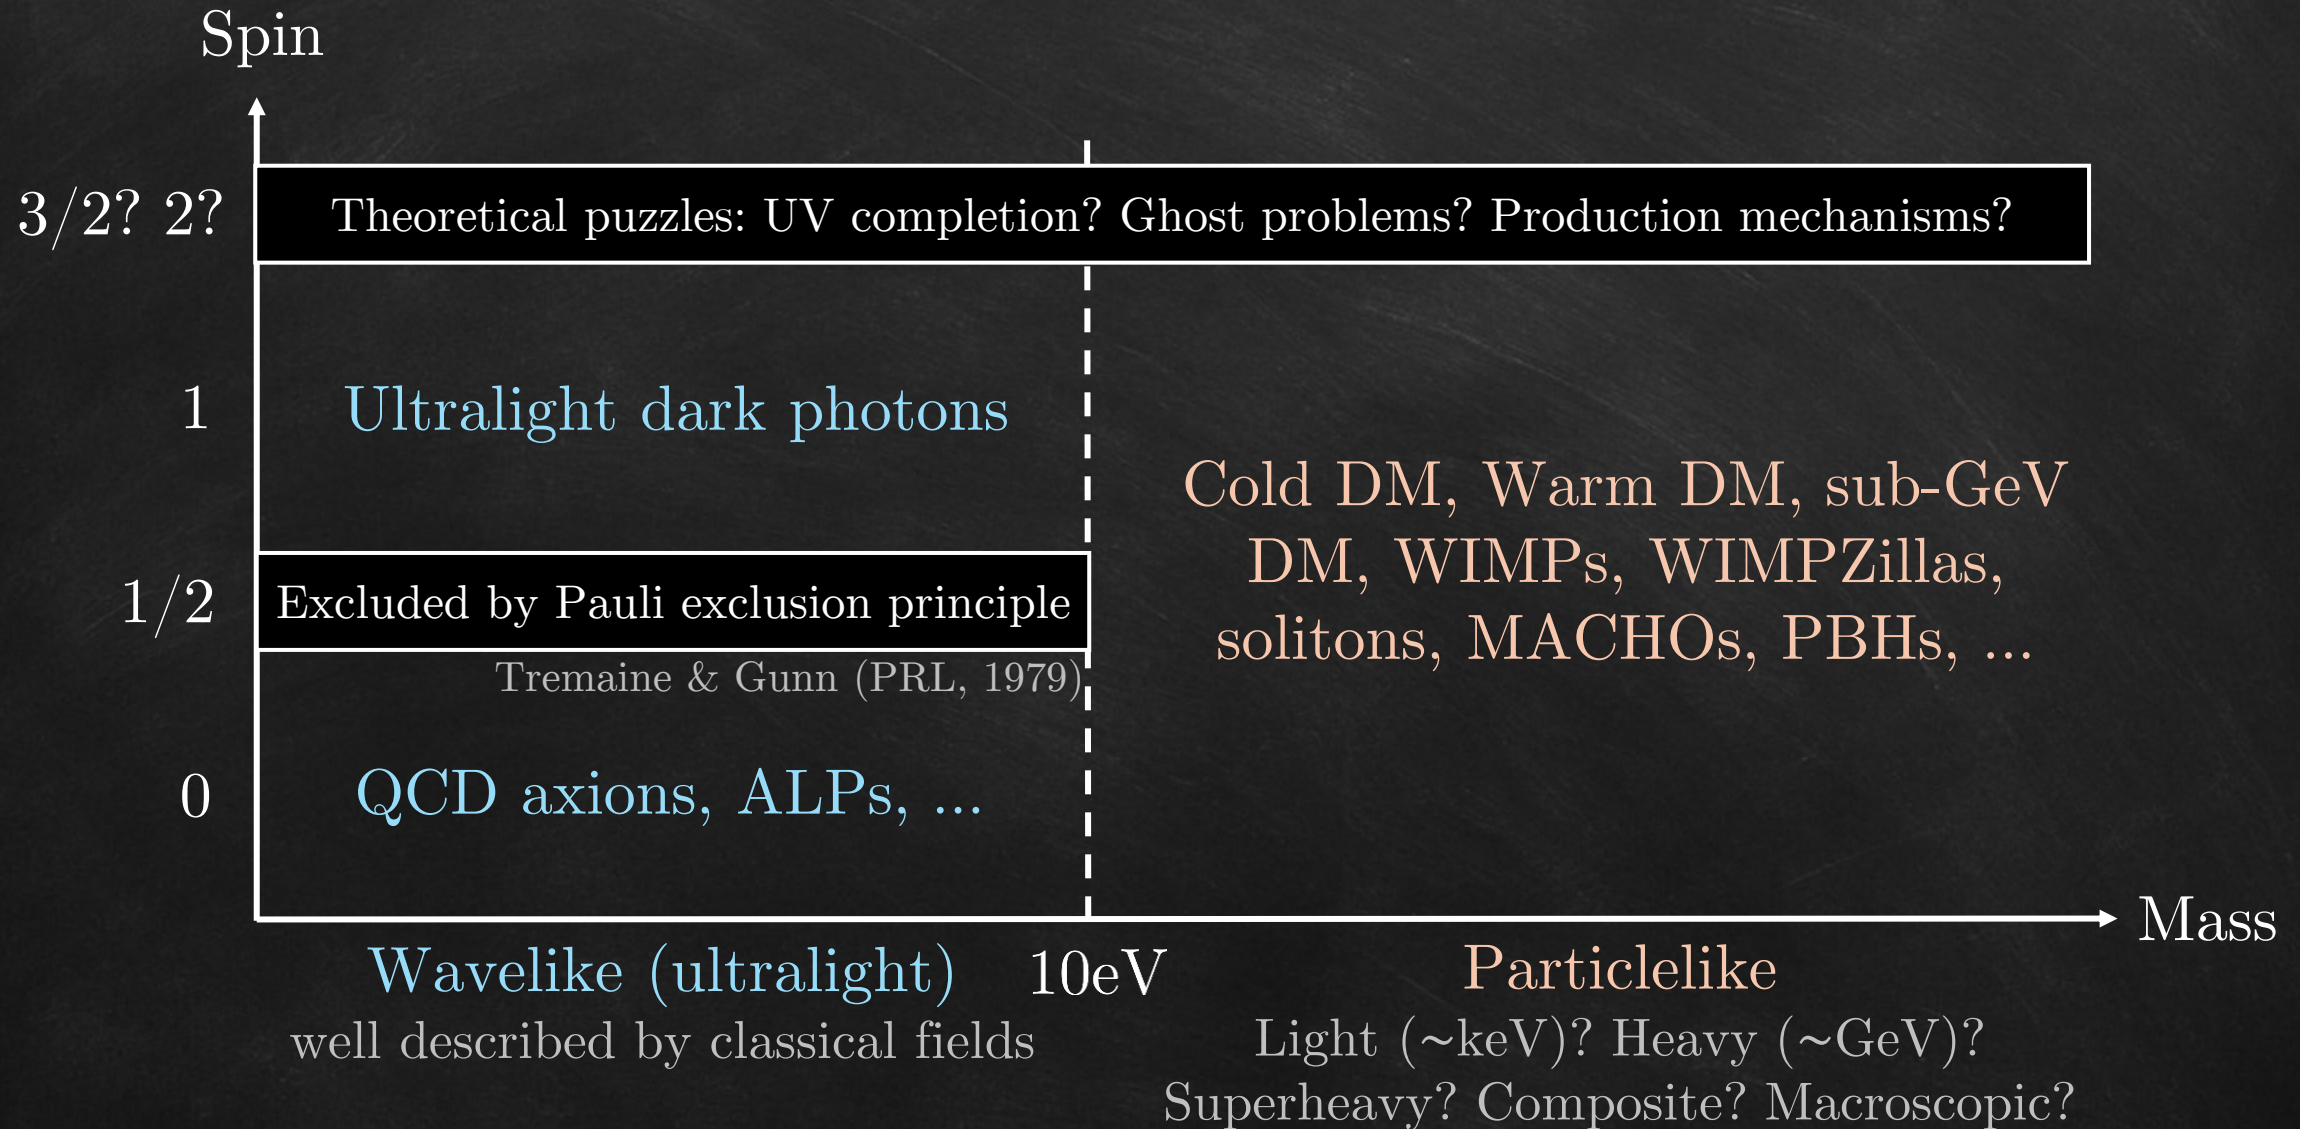 Spin
3/2? 2?
Theoretical puzzles: UV completion? Ghost problems? Production mechanisms?
1
Ultralight dark photons
Cold DM, Warm DM, sub-GeV
DM, WIMPs, WIMPZillas,
solitons, MACHOs, PBHs, ...
1/2
Excluded by Pauli exclusion principle
Tremaine & Gunn (PRL, 1979)
0
QCD axions, ALPs, ...
Mass
Wavelike (ultralight)
10eV
Particlelike
well described by classical fields
Light (~keV)? Heavy (~GeV)?
Superheavy? Composite? Macroscopic?